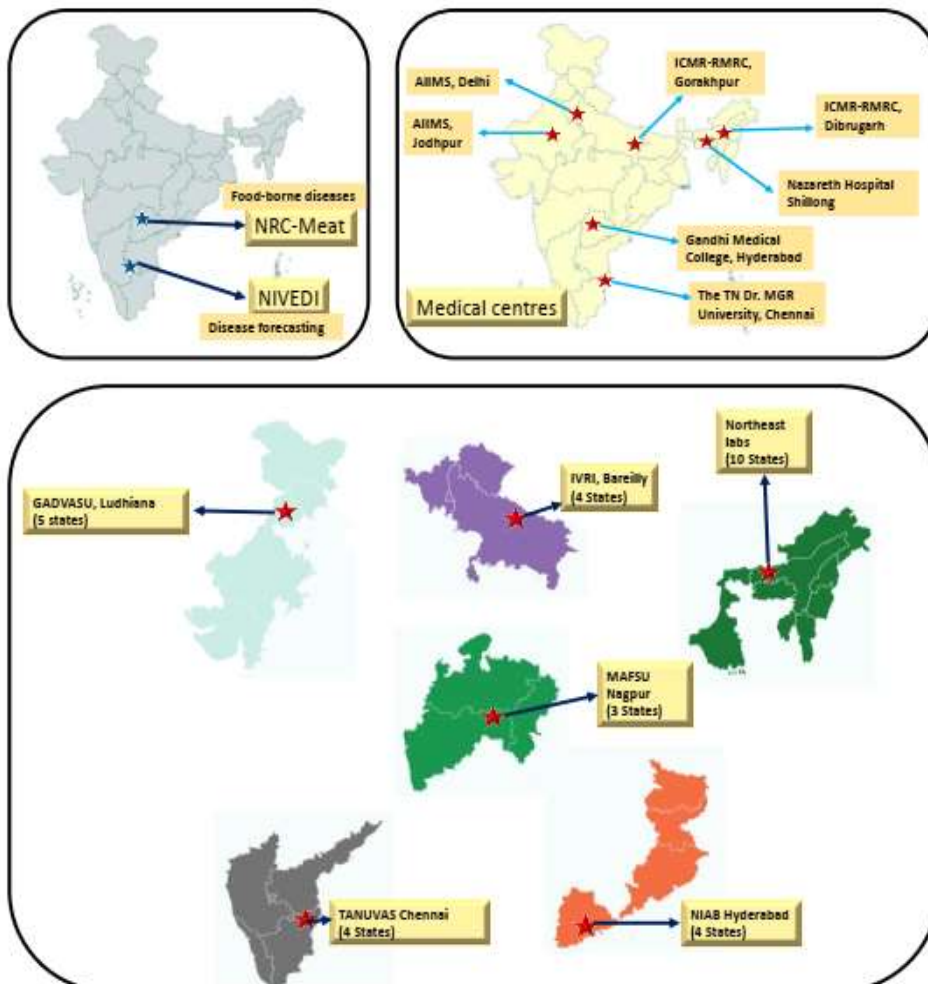 Food-borne diseases
NRC-Meat
NIVEDI
Disease forecasting
AIIMS, Delhi
ICMR-RMRC,
Gorakhpur
AIIMS,
Jodhpur
ICMR-RMRC,
Dibrugarh
Nazareth Hospital
Shillong
Gandhi Medical
College, Hyderabad
The TN Dr. MGR
University, Chennai
Medical centres
Northeast
labs
(10 States)
GADVASU, Ludhiana
(5 states)
IVRI, Bareilly
(4 States)
MAFSU
Nagpur
(3 States)
TANUVAS Chennai
(4 States)
NIAB Hyderabad
(4 States)